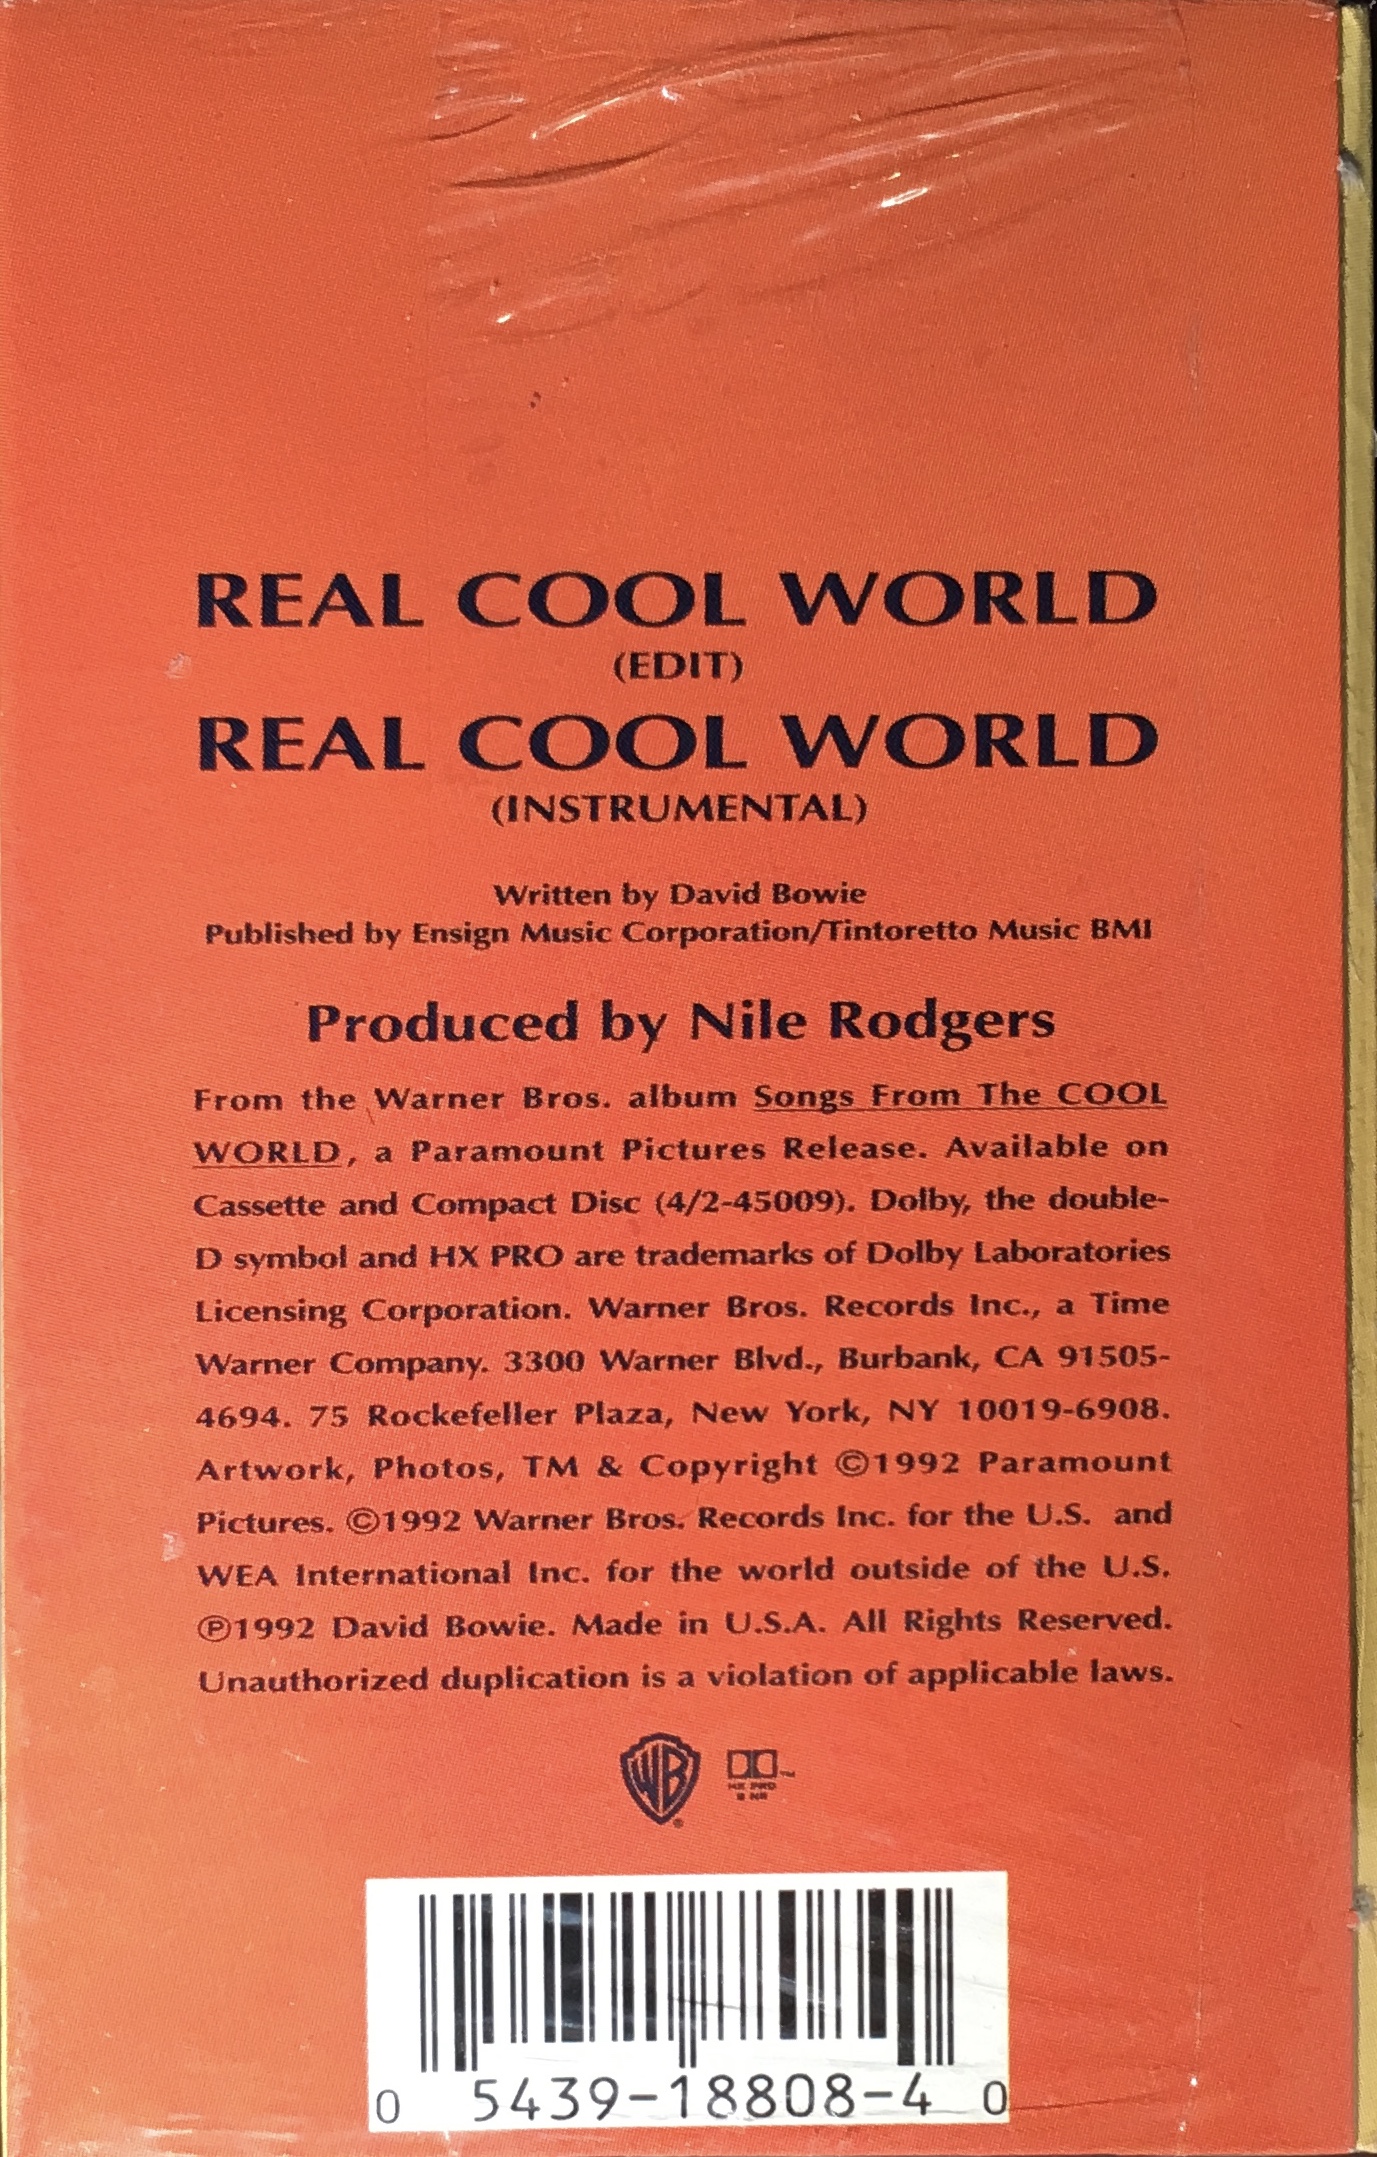 REAL COOL WORLD
(EDIT)
REAL COOL WORLD
(INSTRUMENTAL)
Written by David Bowie
Published by Ensign Music Corporation/Tintoretto Music BMI
Produced by Nile Rodgers
From the Warner Bros. album Songs From The COOL
WORLD, a Paramount Pictures Release. Available on
Cassette and Compact Disc (4/2-45009). Dolby, the double-
D symbol and HX PRO are trademarks of Dolby Laboratories
Licensing Corporation. Warner Bros. Records Inc., a Time
Warner Company. 3300 Warner Blvd., Burbank, CA 91505-
4694. 75 Rockefeller Plaza, New York, NY 10019-6908.
Artwork, Photos, TM & Copyright ©1992 Paramount
Pictures. ©1992 Warner Bros. Records Inc. for the U.S. and
WEA International Inc. for the world outside of the U.S.
℗1992 David Bowie. Made in U.S.A. All Rights Reserved.
Unauthorized duplication is a violation of applicable laws.
WB ®
™
HX PRO
B NR
0 5439-18808-4 0